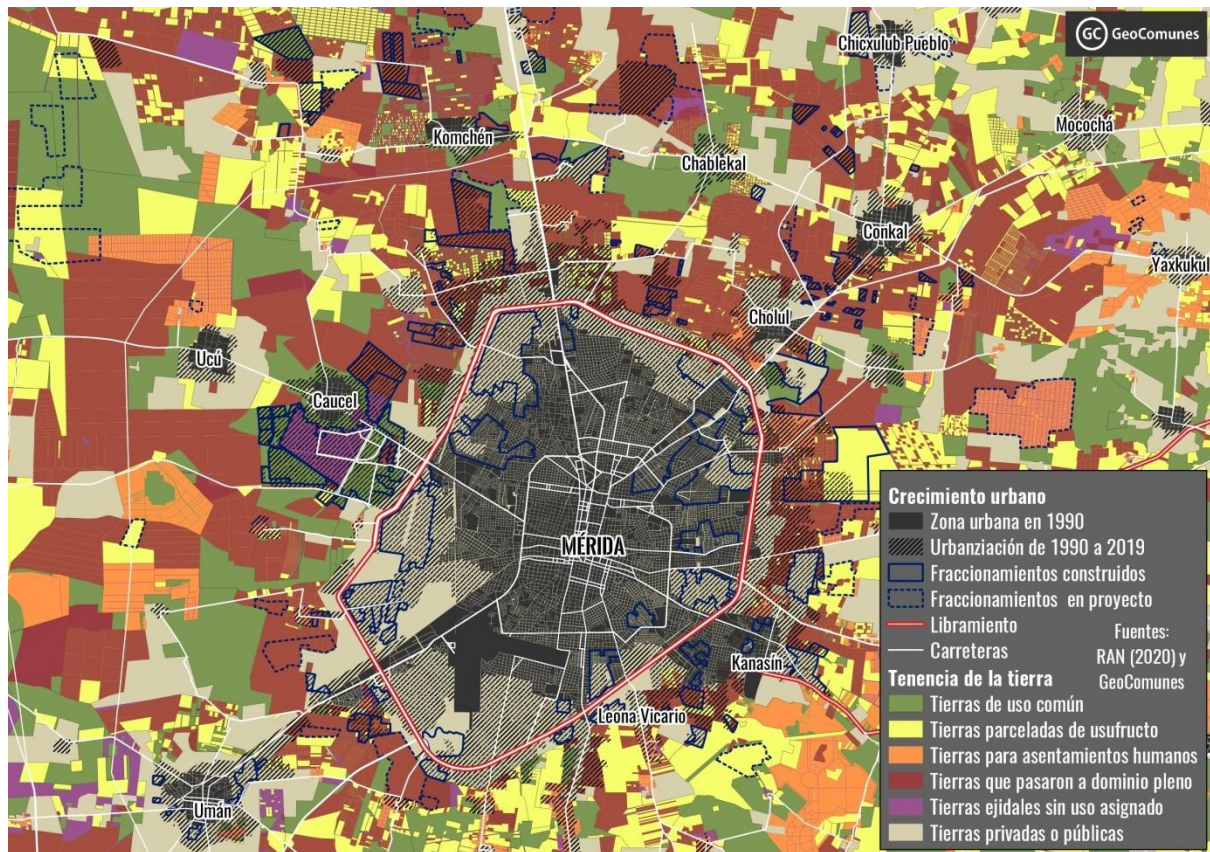 GC GeoComunes
Chicxulub Pueblo
Mocochá
Komchén
Chablekal
Conkal
Yaxkukul
Cholul
Ucú
Caucel
MÉRIDA
Kanasín
Leona Vicario
Umán
Crecimiento urbano
Zona urbana en 1990
Urbanziación de 1990 a 2019
Fraccionamientos construidos
Fraccionamientos en proyecto
Libramiento
Carreteras
Fuentes:
RAN (2020) y
GeoComunes
Tenencia de la tierra
Tierras de uso común
Tierras parceladas de usufructo
Tierras para asentamientos humanos
Tierras que pasaron a dominio pleno
Tierras ejidales sin uso asignado
Tierras privadas o públicas